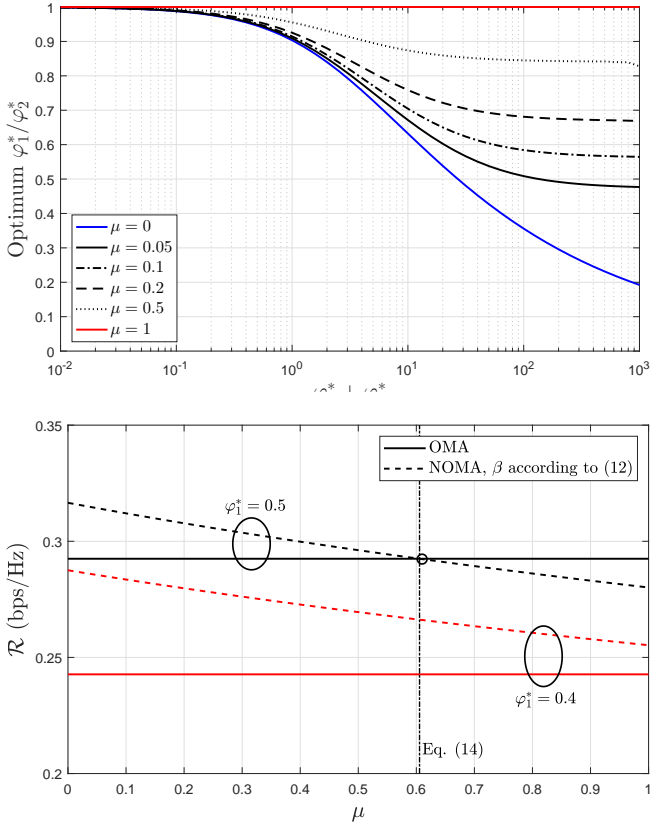 Optimum φ₁*/φ₂*
1
0.9
0.8
0.7
0.6
0.5
0.4
0.3
0.2
0.1
0
μ = 0
μ = 0.05
μ = 0.1
μ = 0.2
μ = 0.5
μ = 1
10⁻² 10⁻¹ 10⁰ 10¹ 10² 10³
R (bps/Hz)
0.35
0.3
0.25
0.2
OMA
NOMA, β according to (12)
φ₁* = 0.5
φ₁* = 0.4
Eq. (14)
0 0.1 0.2 0.3 0.4 0.5 0.6 0.7 0.8 0.9 1
μ